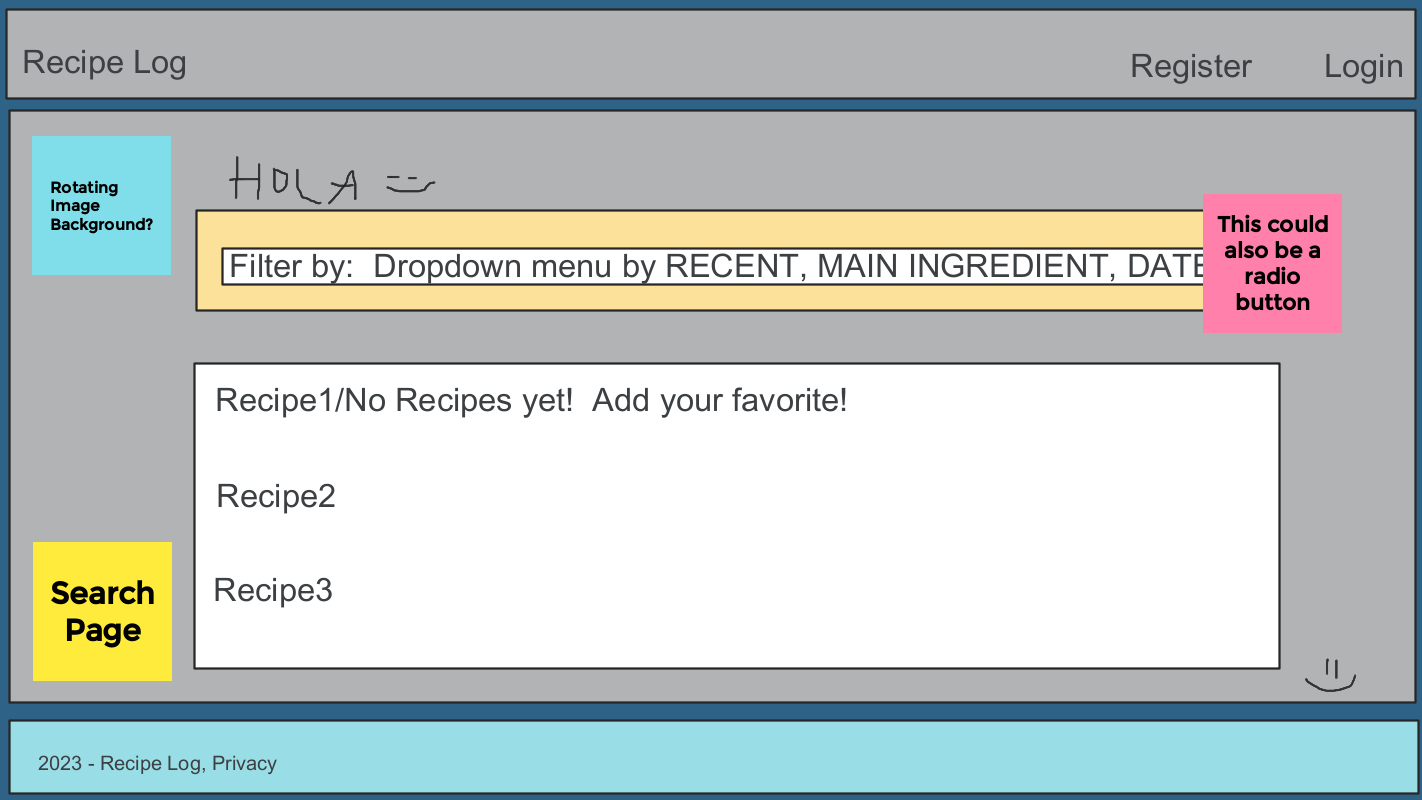 Recipe Log
Register
Login
Rotating
Image
Background?
HOLA
Filter by:  Dropdown menu by RECENT, MAIN INGREDIENT, DATE
This could
also be a
radio
button
Recipe1/No Recipes yet!  Add your favorite!
Recipe2
Recipe3
Search
Page
2023 - Recipe Log, Privacy